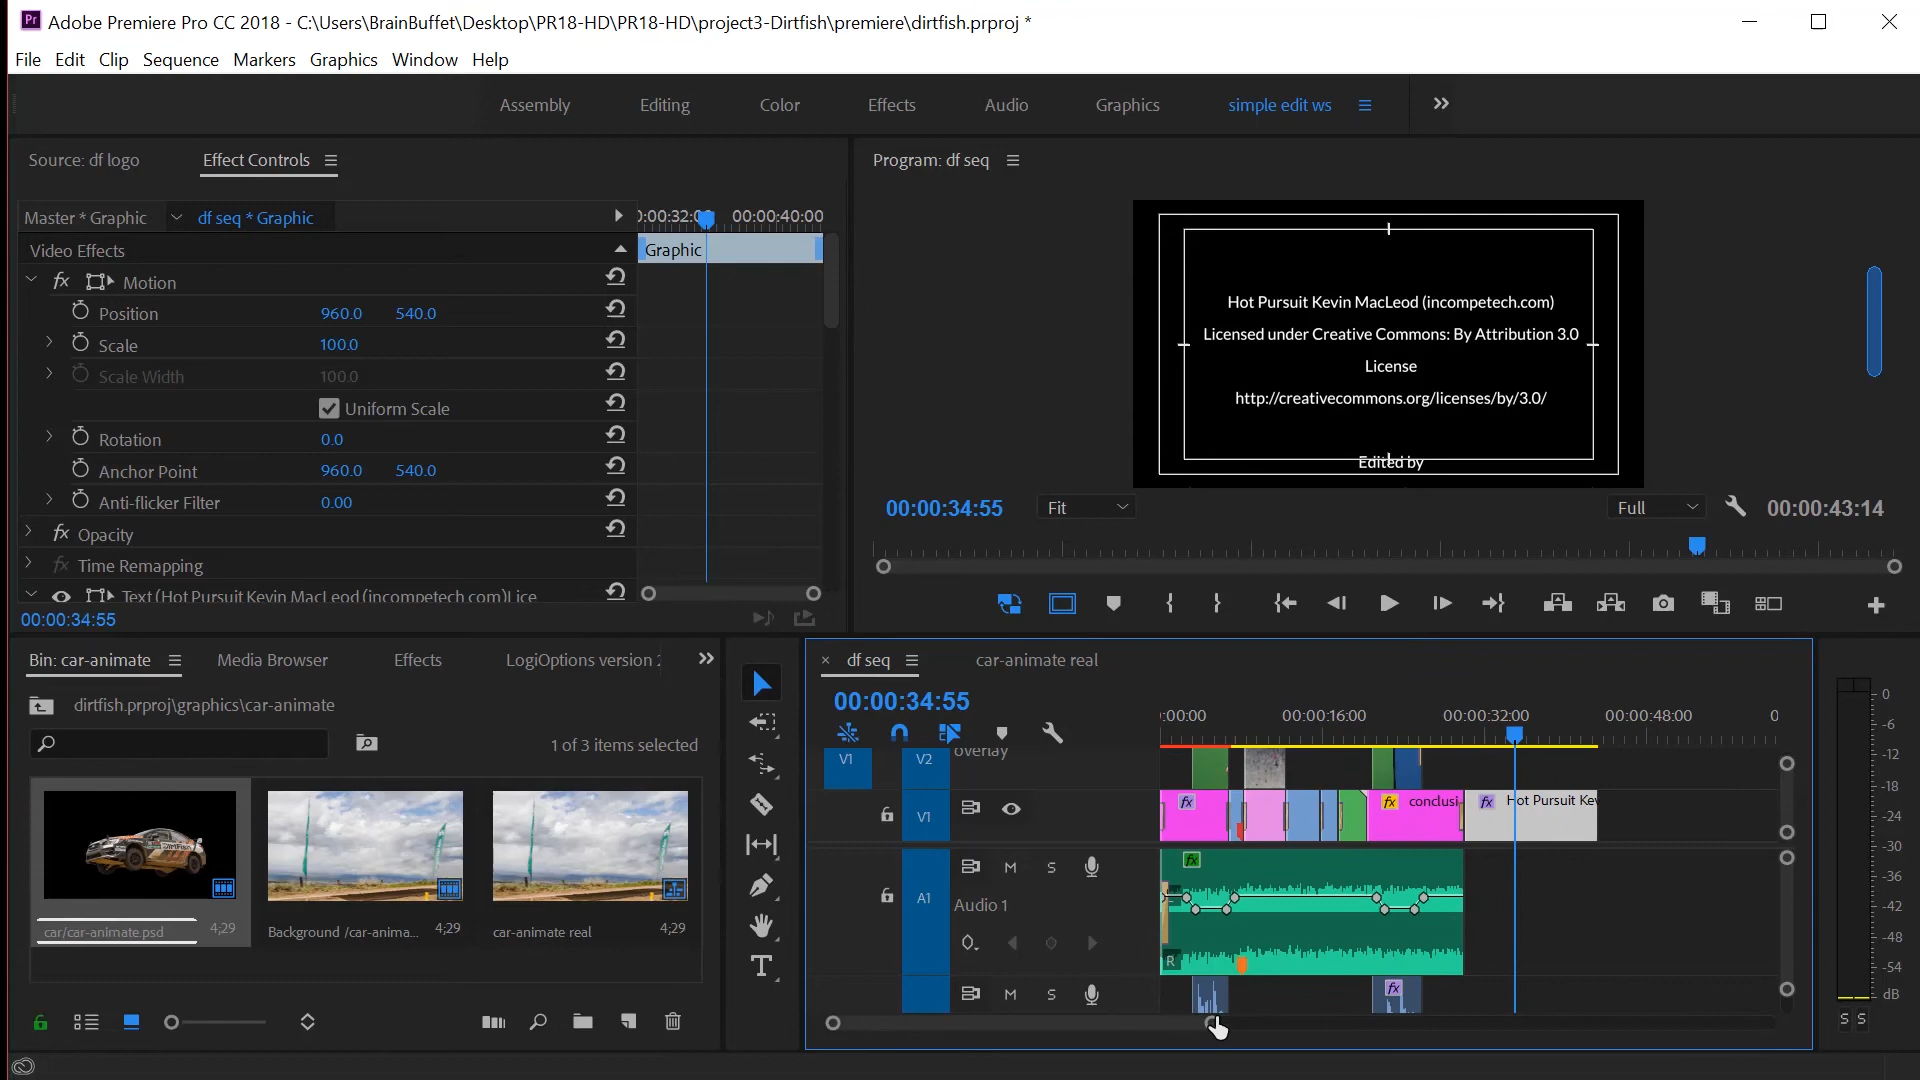 Pr Adobe Premiere Pro CC 2018 - C:\Users\BrainBuffet\Desktop\PR18-HD\PR18-HD\project3-Dirtfish\premiere\dirtfish.prproj *
File Edit Clip Sequence Markers Graphics Window Help
Assembly Editing Color Effects Audio Graphics simple edit ws
Source: df logo Effect Controls
Program: df seq
Master * Graphic df seq * Graphic
00:00:40:00
Video Effects
Graphic
fx Motion
Position 960.0 540.0
Scale 100.0
Scale Width 100.0
Uniform Scale
Rotation 0.0
Anchor Point 960.0 540.0
Anti-flicker Filter 0.00
fx Opacity
fx Time Remapping
Text (Hot Pursuit Kevin MacLeod (incompetech.com)Lice
00:00:34:55
Hot Pursuit Kevin MacLeod (incompetech.com)
Licensed under Creative Commons: By Attribution 3.0
License
http://creativecommons.org/licenses/by/3.0/
Edited by
00:00:34:55 Fit Full 00:00:43:14
Bin: car-animate Media Browser Effects LogiOptions version
dirtfish.prproj\graphics\car-animate
1 of 3 items selected
car/car-animate.psd 4;29
Background /car-anima... 4;29
car-animate real 4;29
df seq car-animate real
00:00:34:55
:00:00 00:00:16:00 00:00:32:00 00:00:48:00 0
V1 V2 overlay
V1 fx fx conclusi fx Hot Pursuit Kev
M S fx
A1 Audio 1
R
M S fx
0
-6
-12
-18
-24
-30
-36
-42
-48
-54
dB
S S